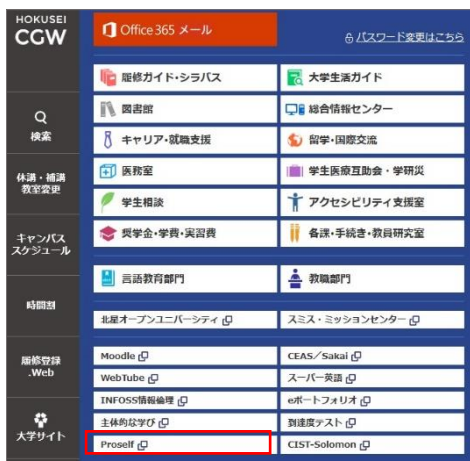 HOKUSEI
CGW
Office 365 メール
パスワード変更はこちら
履修ガイド・シラバス
大学生活ガイド
図書館
総合情報センター
検索
キャリア・就職支援
留学・国際交流
休講・補講
教室変更
医務室
学生医療互助会・学研災
学生相談
アクセシビリティ支援室
キャンパス
スケジュール
奨学金・学費・実習費
各課・手続き・教員研究室
言語教育部門
教職部門
時間割
北星オープンユニバーシティ
スミス・ミッションセンター
履修登録
.Web
Moodle
CEAS／Sakai
WebTube
スーパー英語
INFOSS情報倫理
eポートフォリオ
大学サイト
主体的な学び
到達度テスト
Proself
CIST-Solomon